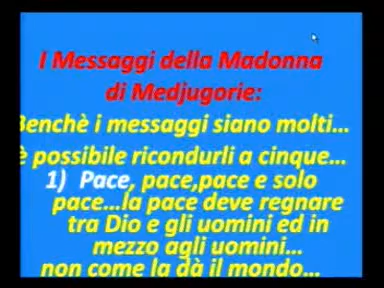 I Messaggi della Madonna
di Medjugorie:
Benchè i messaggi siano molti...
è possibile ricondurli a cinque...
1) Pace, pace,pace e solo
pace...la pace deve regnare
tra Dio e gli uomini ed in
mezzo agli uomini...
non come la dà il mondo...